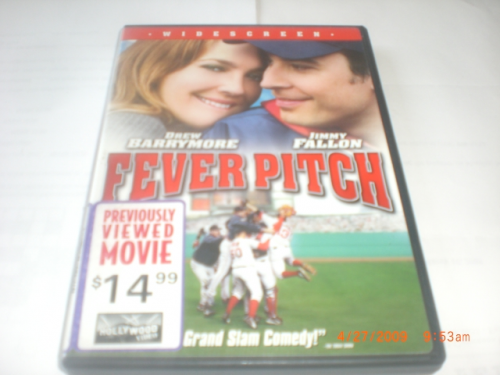 WIDESCREEN
DREW
BARRYMORE
JIMMY
FALLON
FEVER PITCH
PREVIOUSLY
VIEWED
MOVIE
$14 99
HOLLYWOOD
Grand Slam Comedy!"
4/27/2009 9:53am